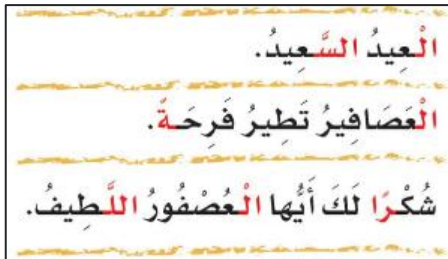 الْعِيدُ السَّعِيدُ.
الْعَصَافِيرُ تَطِيرُ فَرِحَةً.
شُكْرًا لَكَ أَيُّها الْعُصْفُورُ اللَّطِيفُ.